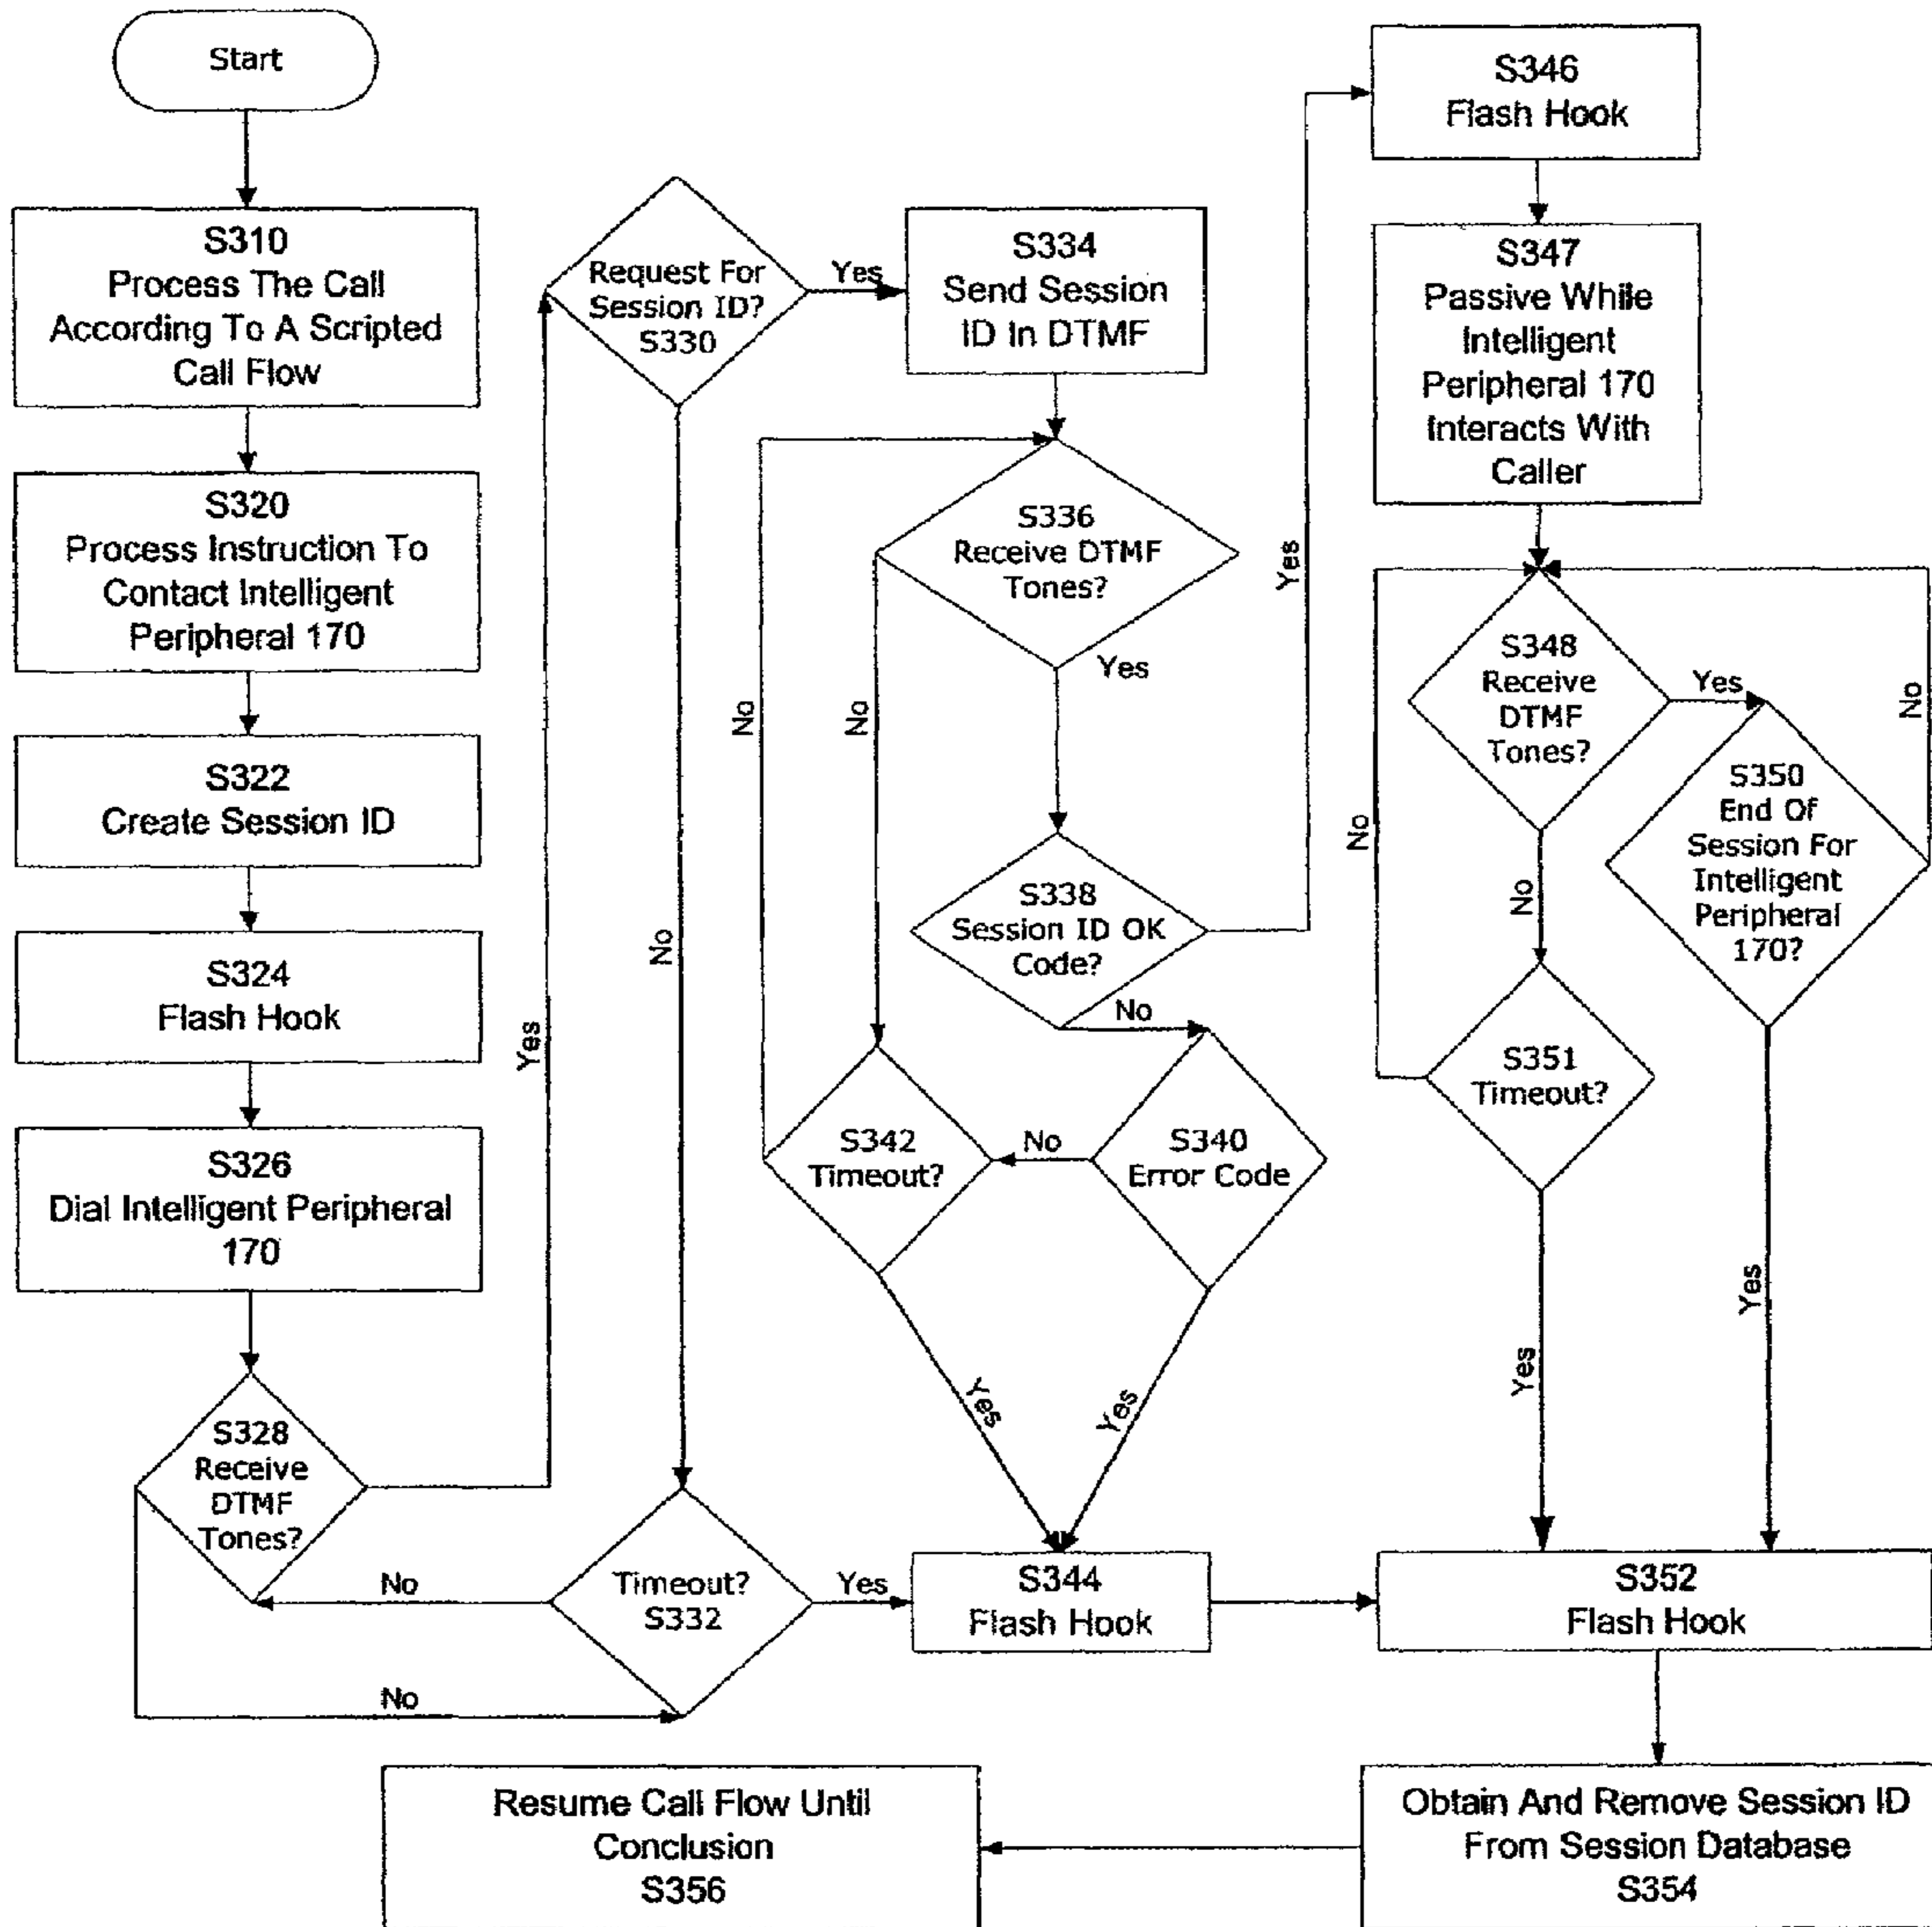 Start
S310
Process The Call
According To A Scripted
Call Flow
S320
Process Instruction To
Contact Intelligent
Peripheral 170
S322
Create Session ID
S324
Flash Hook
S326
Dial Intelligent Peripheral
170
S328
Receive
DTMF
Tones?
Yes
No
Request For
Session ID?
S330
Yes
No
Timeout?
S332
No
Yes
S334
Send Session
ID In DTMF
S336
Receive DTMF
Tones?
No
Yes
S338
Session ID OK
Code?
Yes
No
S340
Error Code
No
Yes
S342
Timeout?
No
Yes
S344
Flash Hook
S346
Flash Hook
S347
Passive While
Intelligent
Peripheral 170
Interacts With
Caller
S348
Receive
DTMF
Tones?
Yes
No
S350
End Of
Session For
Intelligent
Peripheral
170?
No
Yes
S351
Timeout?
No
Yes
S352
Flash Hook
Obtain And Remove Session ID
From Session Database
S354
Resume Call Flow Until
Conclusion
S356